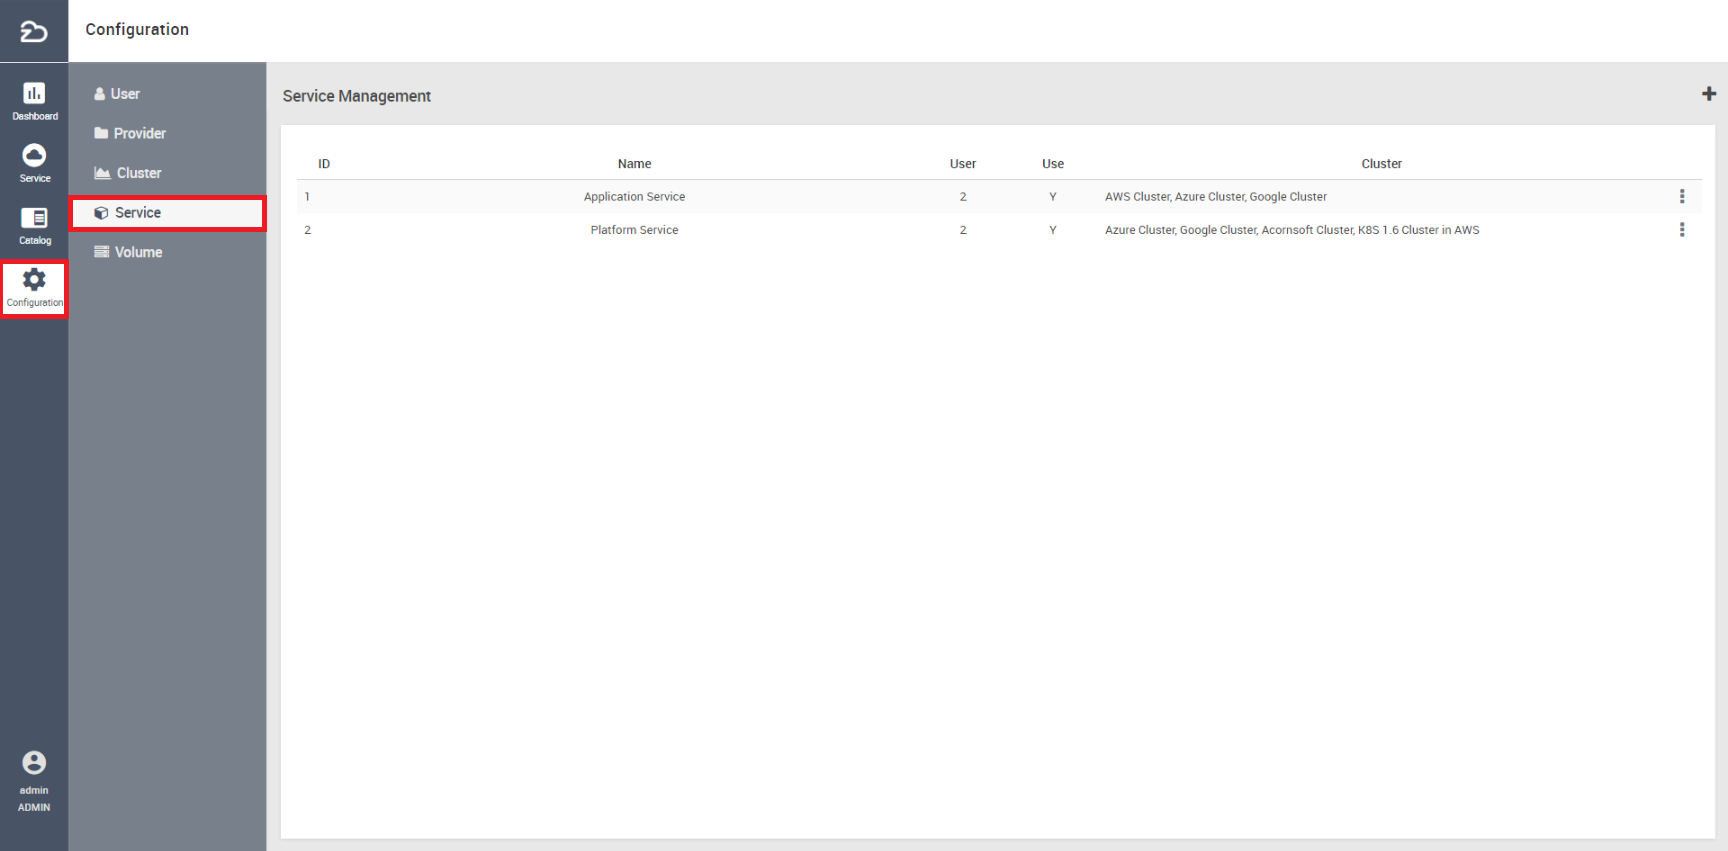 Configuration
Dashboard
Service
Catalog
Configuration
admin
ADMIN
User
Provider
Cluster
Service
Volume
Service Management
ID Name User Use Cluster
1 Application Service 2 Y AWS Cluster, Azure Cluster, Google Cluster
2 Platform Service 2 Y Azure Cluster, Google Cluster, Acornsoft Cluster, K8S 1.6 Cluster in AWS